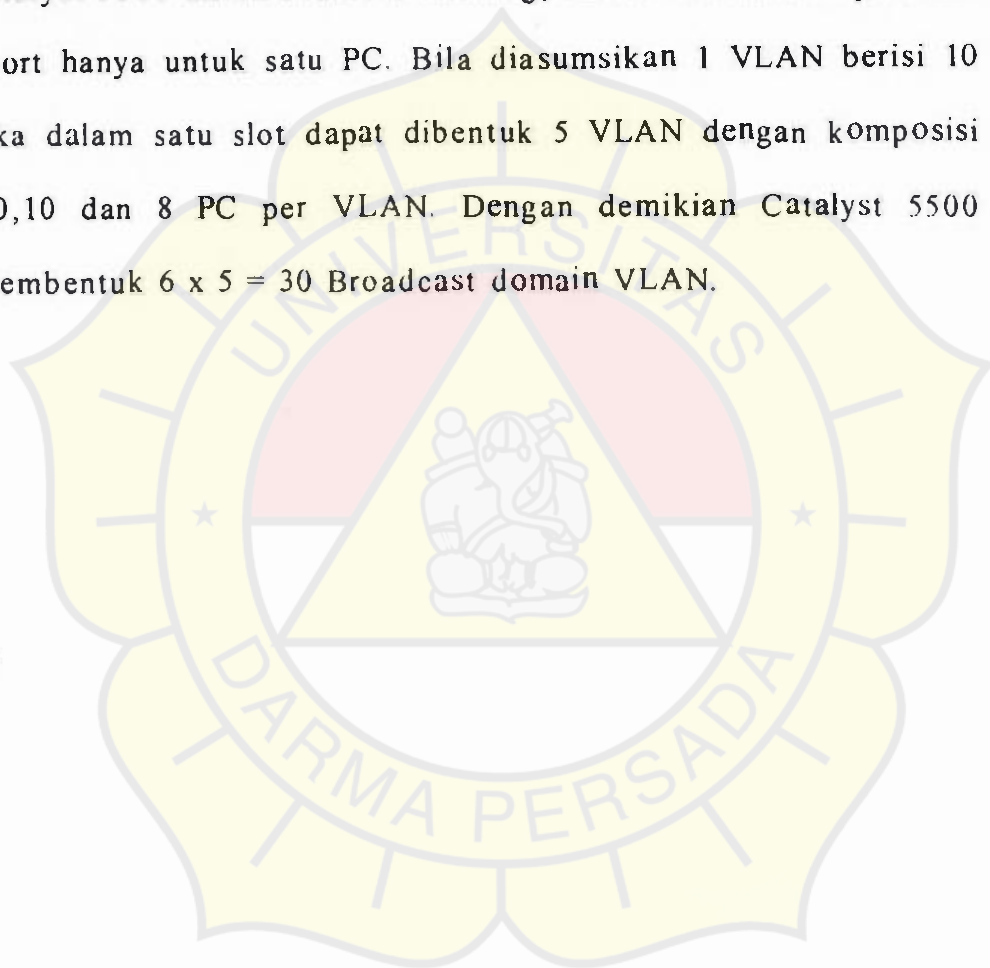 ort hanya untuk satu PC. Bila diasumsikan 1 VLAN berisi 10
ka dalam satu slot dapat dibentuk 5 VLAN dengan komposisi
0,10 dan 8 PC per VLAN. Dengan demikian Catalyst 5500
embentuk 6 x 5 = 30 Broadcast domain VLAN.
UNIVERSITAS
DARMA PERSADA